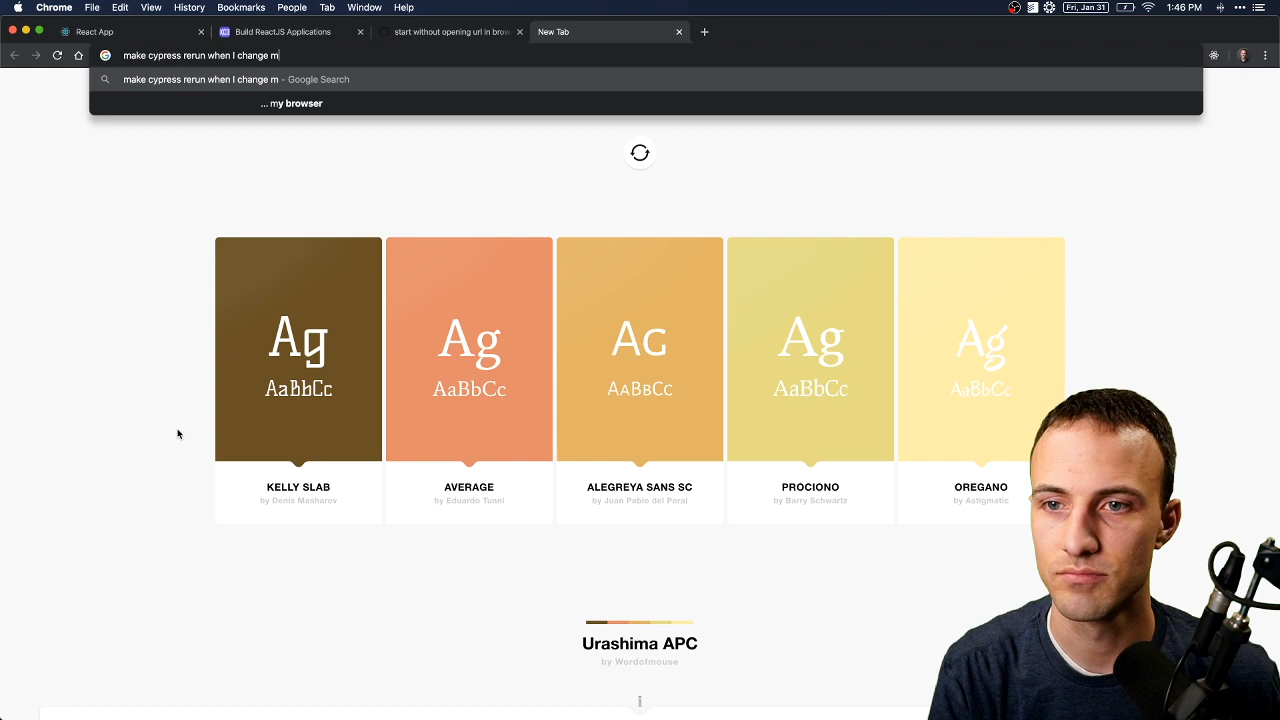 Chrome File Edit View History Bookmarks People Tab Window Help Fri, Jan 31 1:46 PM
React App Build ReactJS Applications start without opening url in brow New Tab
make cypress rerun when I change m
make cypress rerun when I change m – Google Search
... my browser
Ag Ag Ag Ag Ag
AaBbCc AaBbCc AaBbCc AaBbCc AaBbCc
KELLY SLAB AVERAGE ALEGREYA SANS SC PROCIONO OREGANO
by Denis Masharov by Eduardo Tunni by Juan Pablo del Peral by Barry Schwartz by Astigmatic
Urashima APC
by Wordofmouse